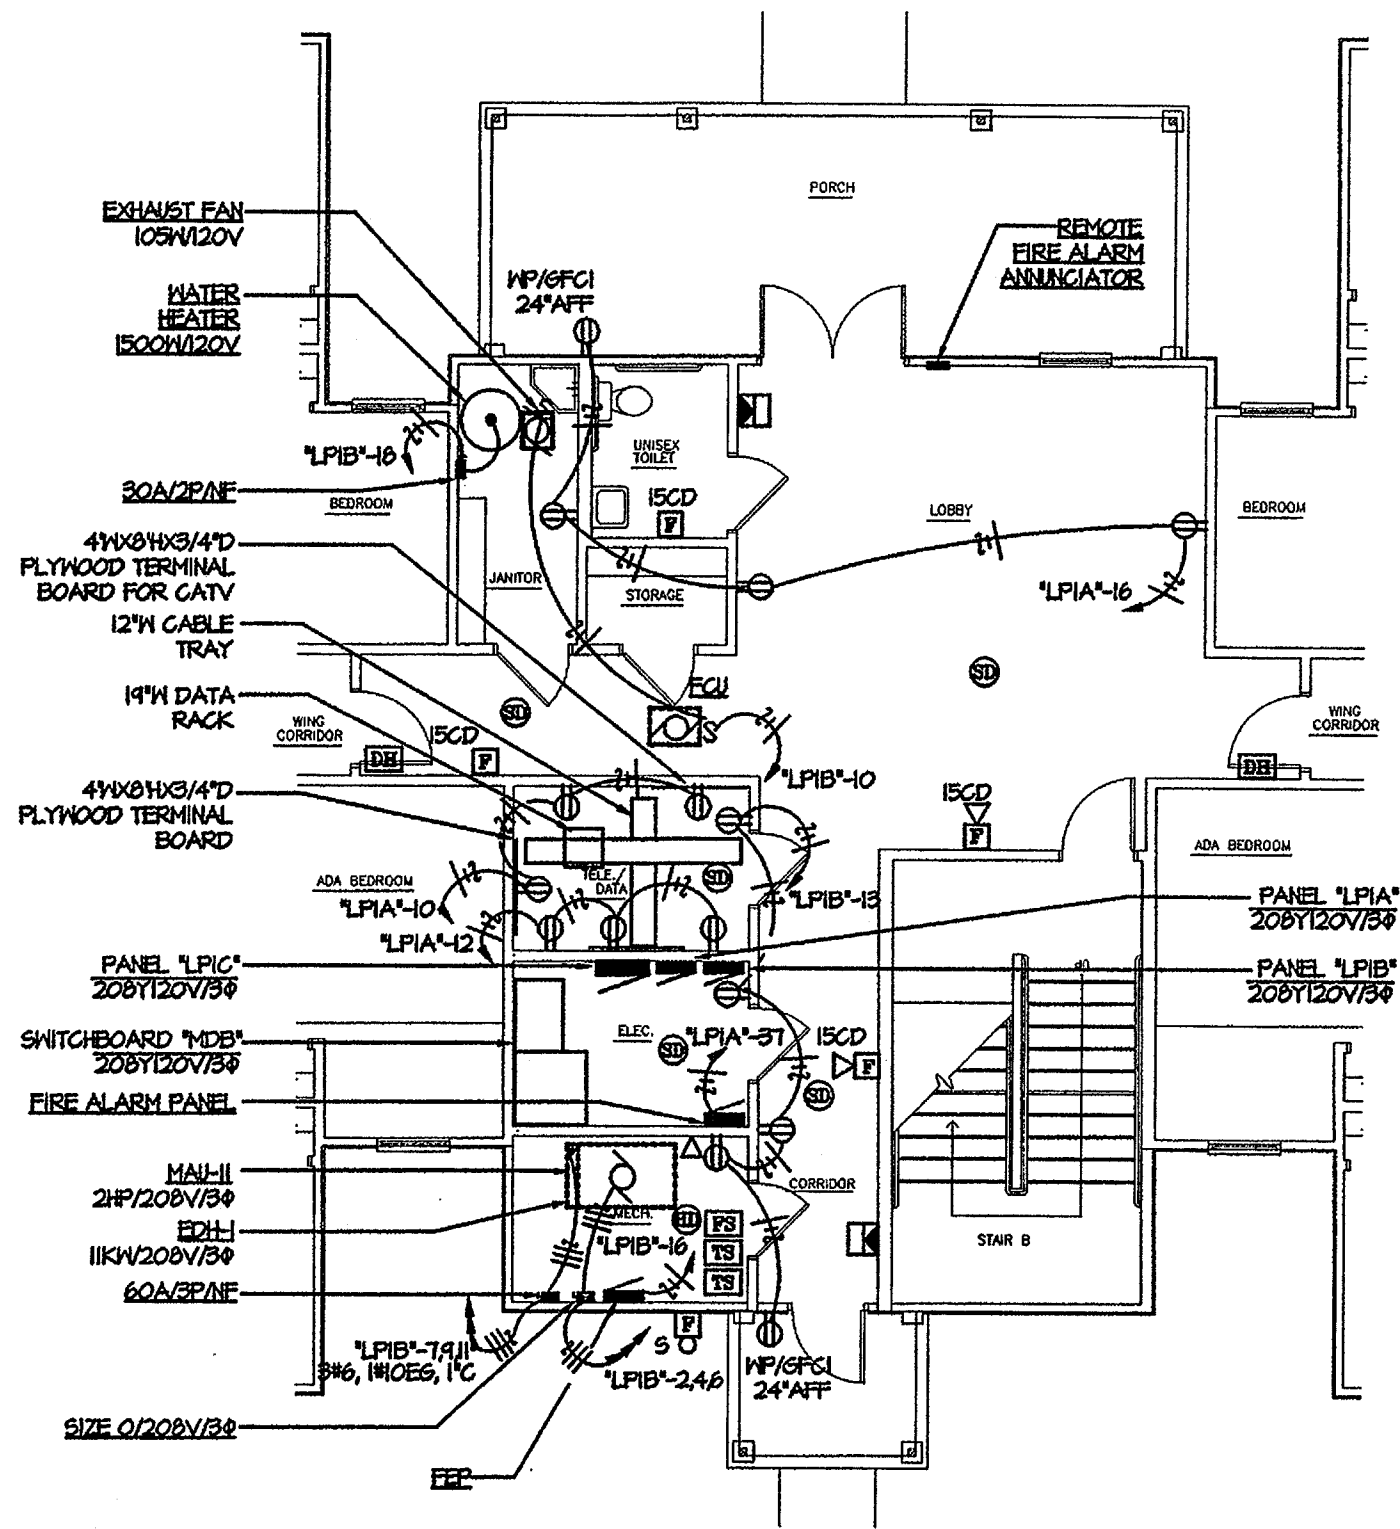 PORCH
EXHAUST FAN
105W/120V
REMOTE
FIRE ALARM
ANNUNCIATOR
WP/GFCI
24"AFF
WATER
HEATER
1500W/120V
"LP1B"-18
UNISEX
TOILET
30A/2P/NF
BEDROOM
15CD
F
LOBBY
BEDROOM
4'WX8'HX3/4"D
PLYWOOD TERMINAL
BOARD FOR CATV
JANITOR
STORAGE
"LP1A"-16
12"W CABLE
TRAY
SD
FCU
19"W DATA
RACK
SD
S
WING
CORRIDOR
15CD
WING
CORRIDOR
DH
F
DH
"LP1B"-10
4'WX8'HX3/4"D
PLYWOOD TERMINAL
BOARD
15CD
F
ADA BEDROOM
TELE./
DATA
SD
ADA BEDROOM
"LP1A"-10
"LP1B"-13
PANEL "LP1A"
208Y120V/3Φ
"LP1A"-12
PANEL "LP1C"
208Y120V/3Φ
dn
PANEL "LP1B"
208Y120V/3Φ
SWITCHBOARD "MDB"
208Y120V/3Φ
ELEC.
SD
"LP1A"-37
15CD
F
SD
FIRE ALARM PANEL
MAU-11
2HP/208V/3Φ
CORRIDOR
EDH-1
11KW/208V/3Φ
MECH.
HD
FS
TS
TS
"LP1B"-16
STAIR B
60A/3P/NF
F
S
"LP1B"-7,9,11
3#6, 1#10EG, 1"C
"LP1B"-2,4,6
WP/GFCI
24"AFF
SIZE 0/208V/3Φ
FEP